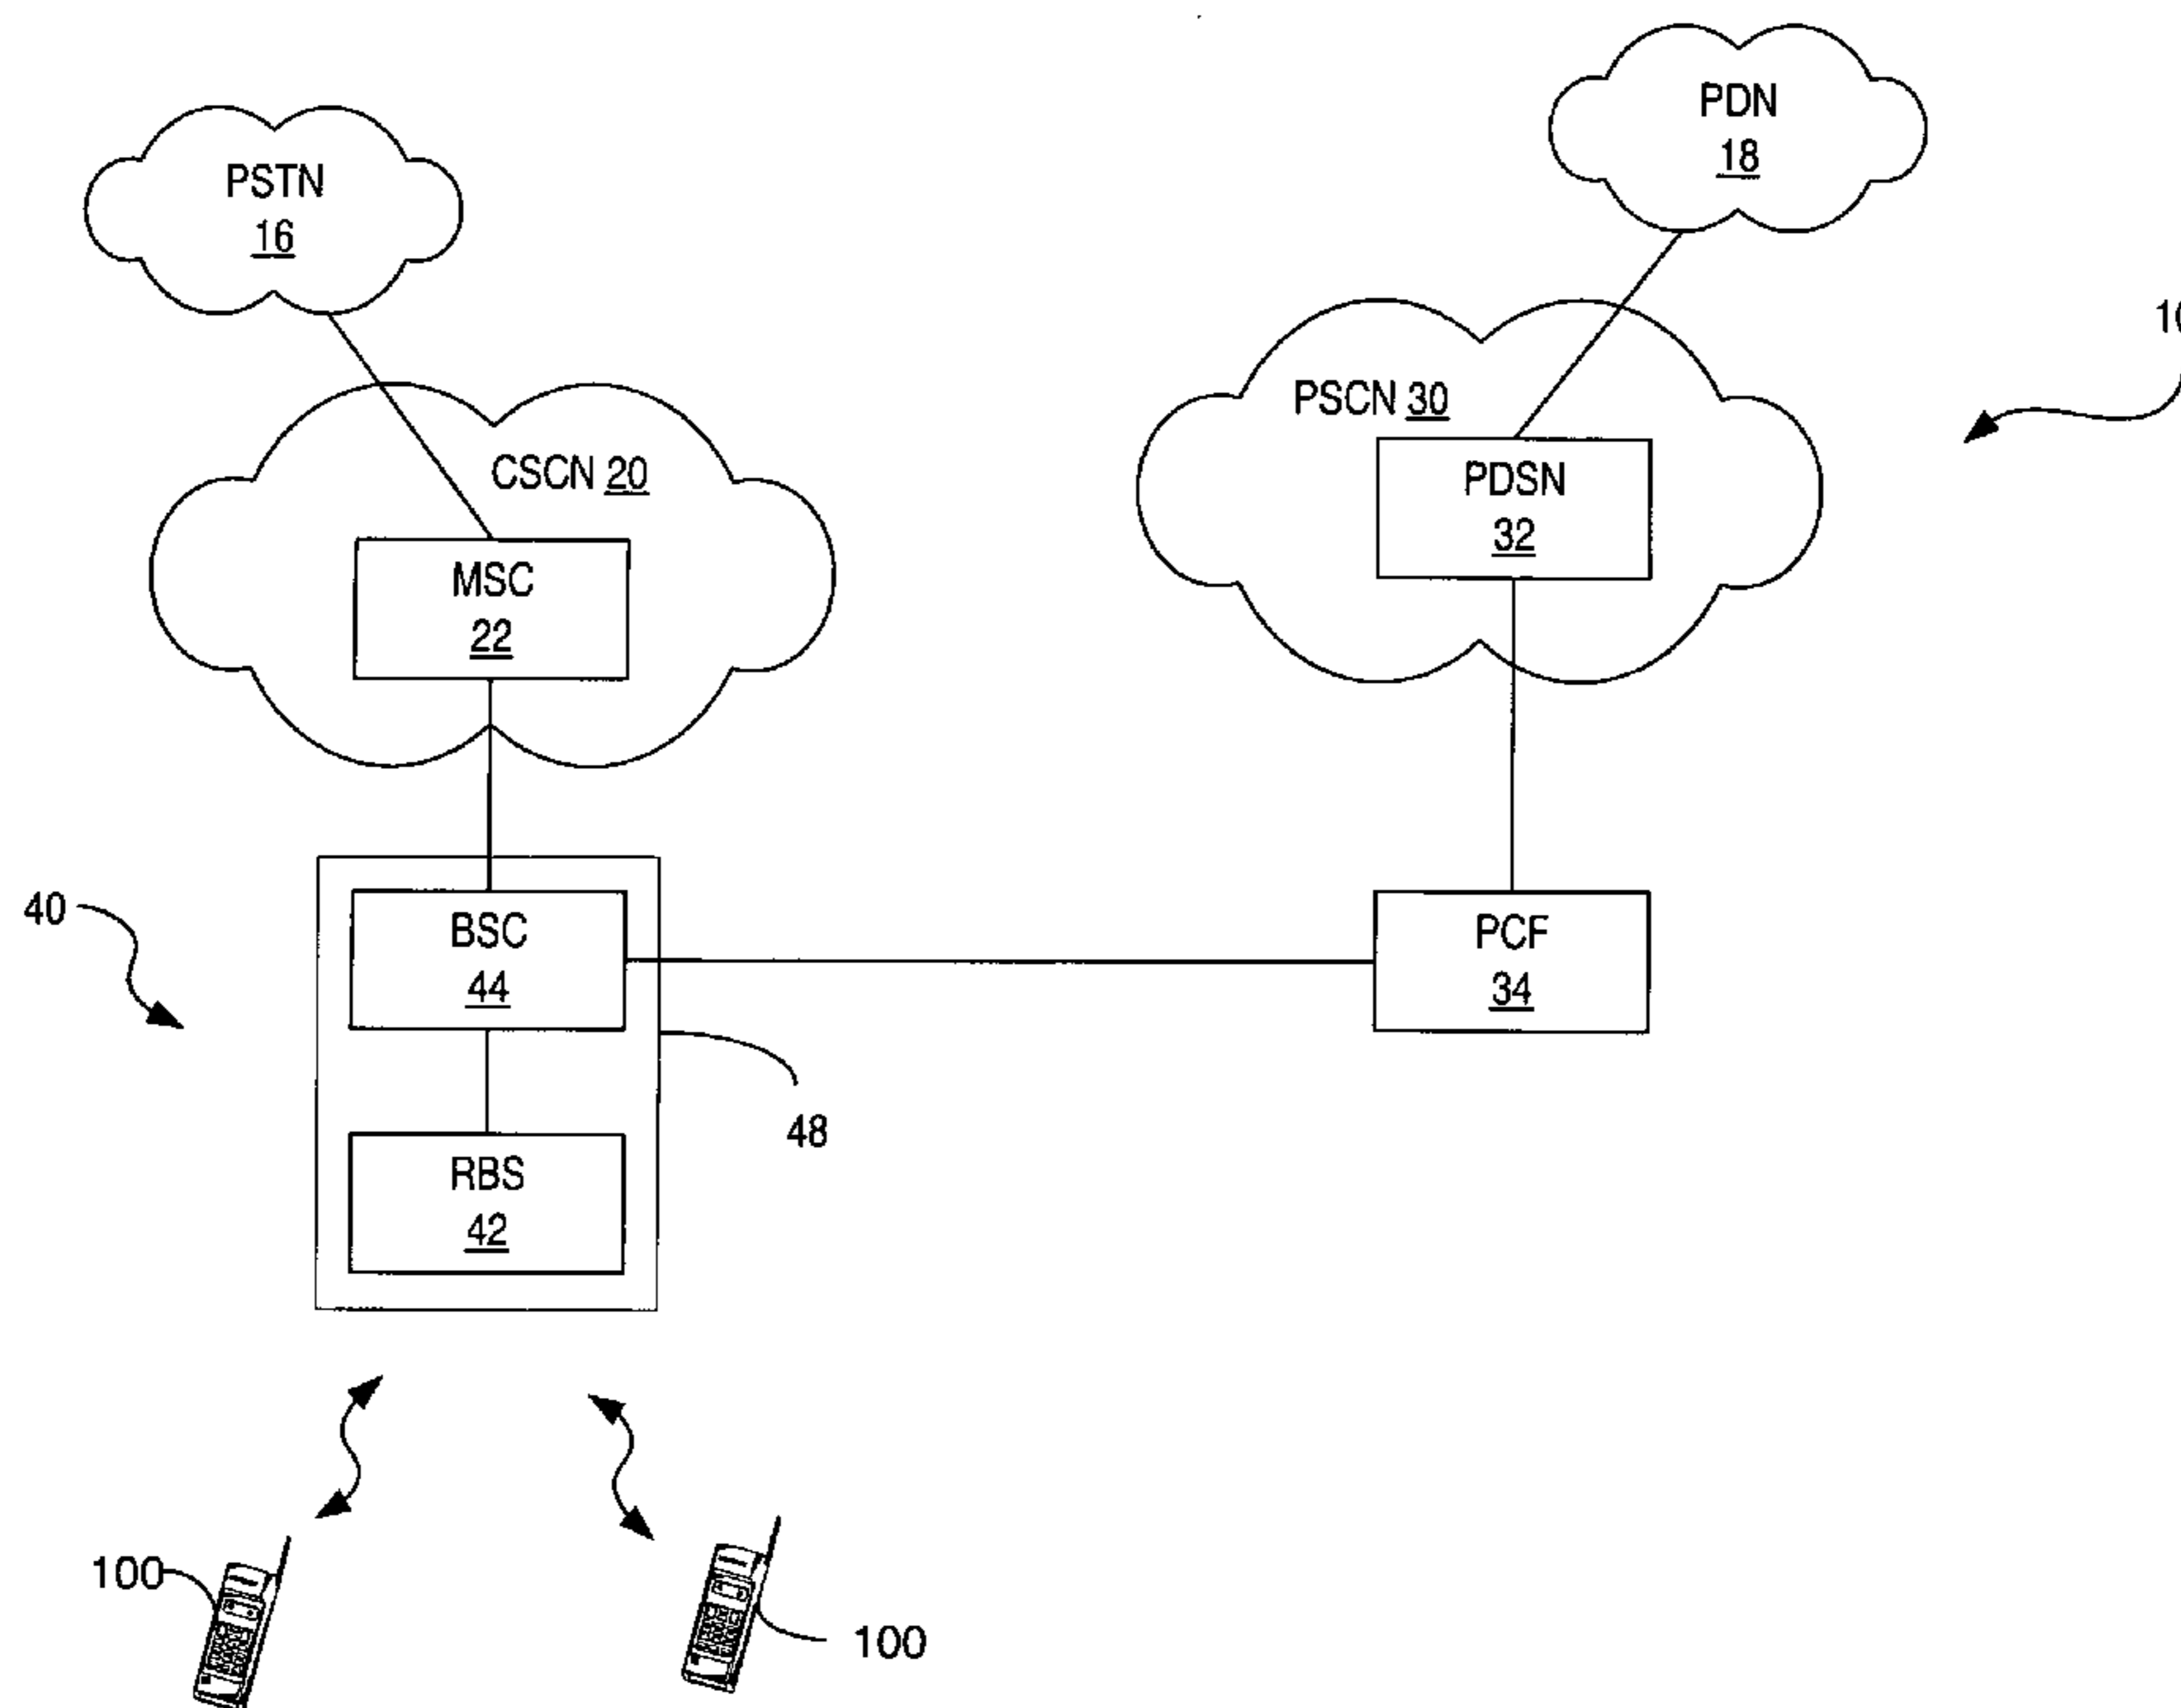 PDN
18
PSTN
16
PSCN 30
CSCN 20
PDSN
32
MSC
22
40
BSC
44
PCF
34
48
RBS
42
100
100